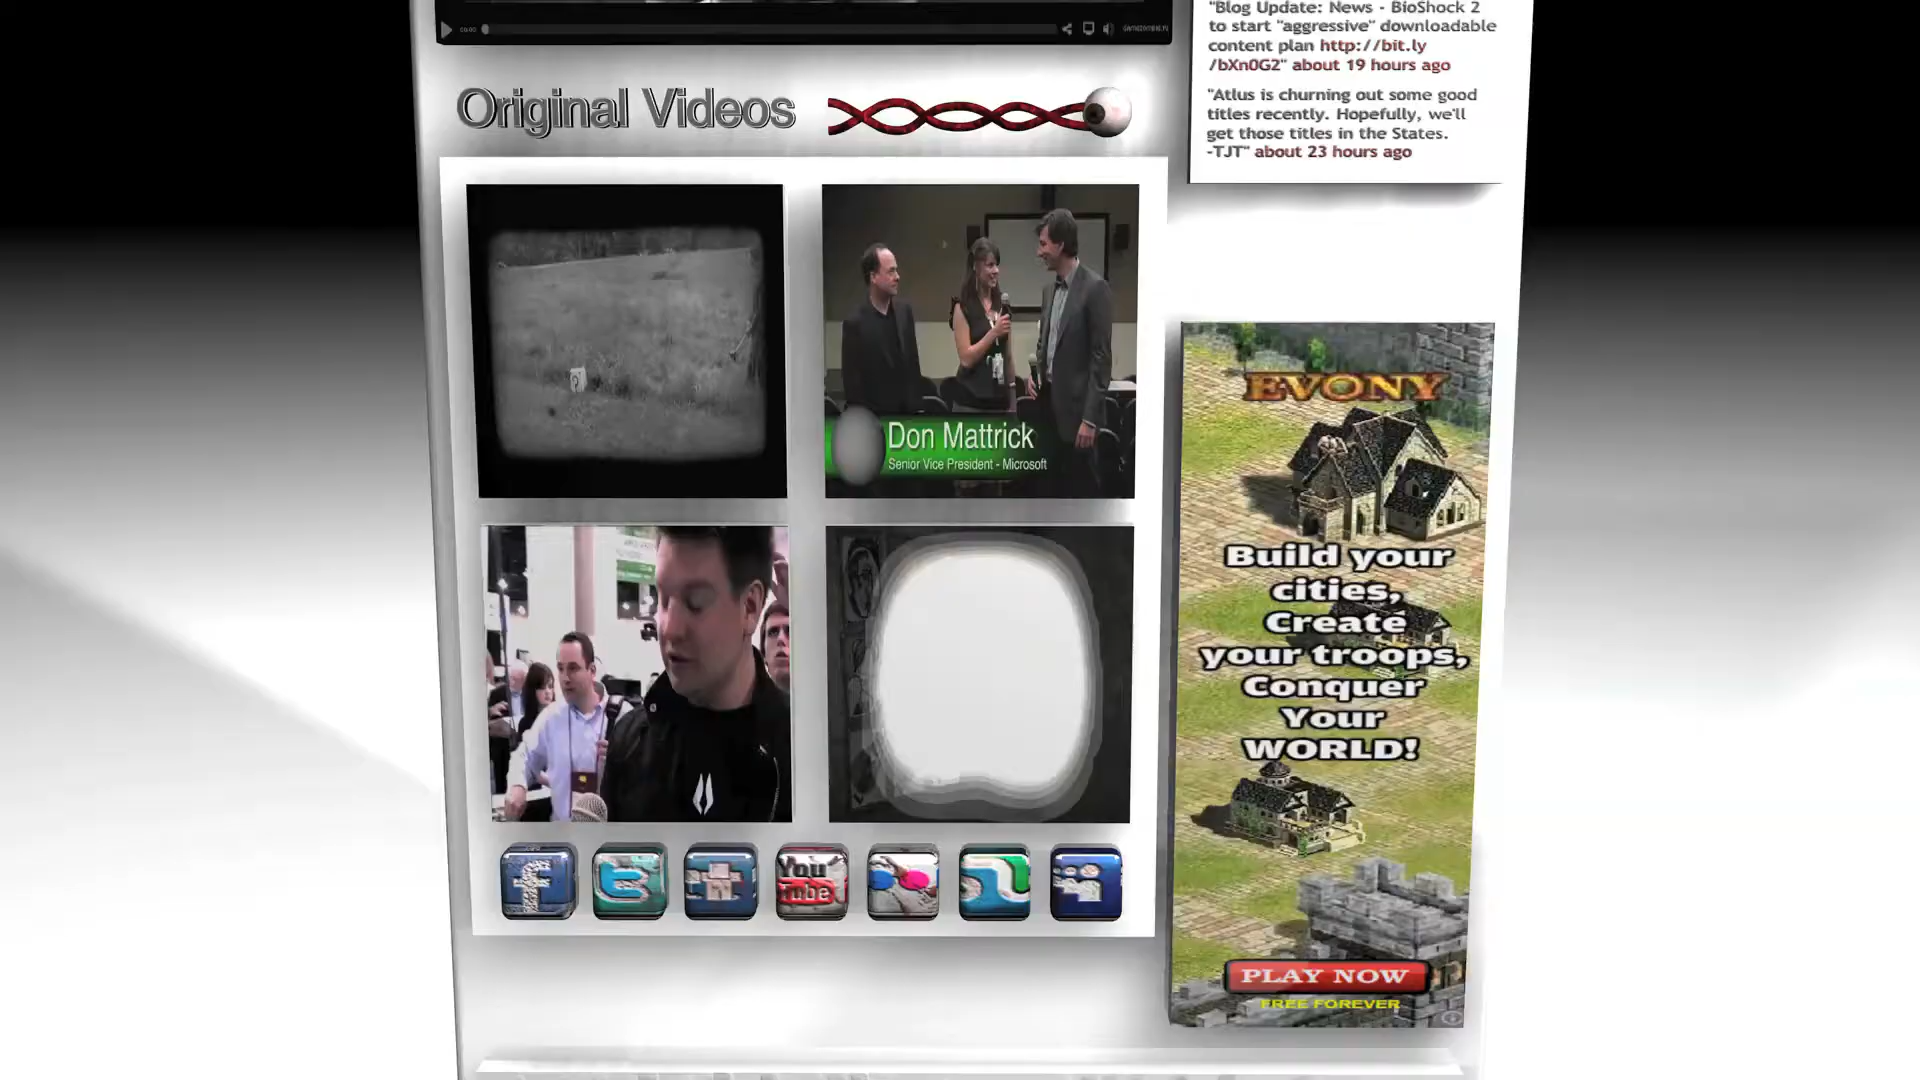 "Blog Update: News - BioShock 2
to start "aggressive" downloadable
content plan http://bit.ly
/bXn0G2" about 19 hours ago
"Atlus is churning out some good
titles recently. Hopefully, we'll
get those titles in the States.
-TJT" about 23 hours ago
00:00
Original Videos
Don Mattrick
Senior Vice President - Microsoft
You
Tube
EVONY
Build your
cities,
Create
your troops,
Conquer
Your
WORLD!
PLAY NOW
FREE FOREVER